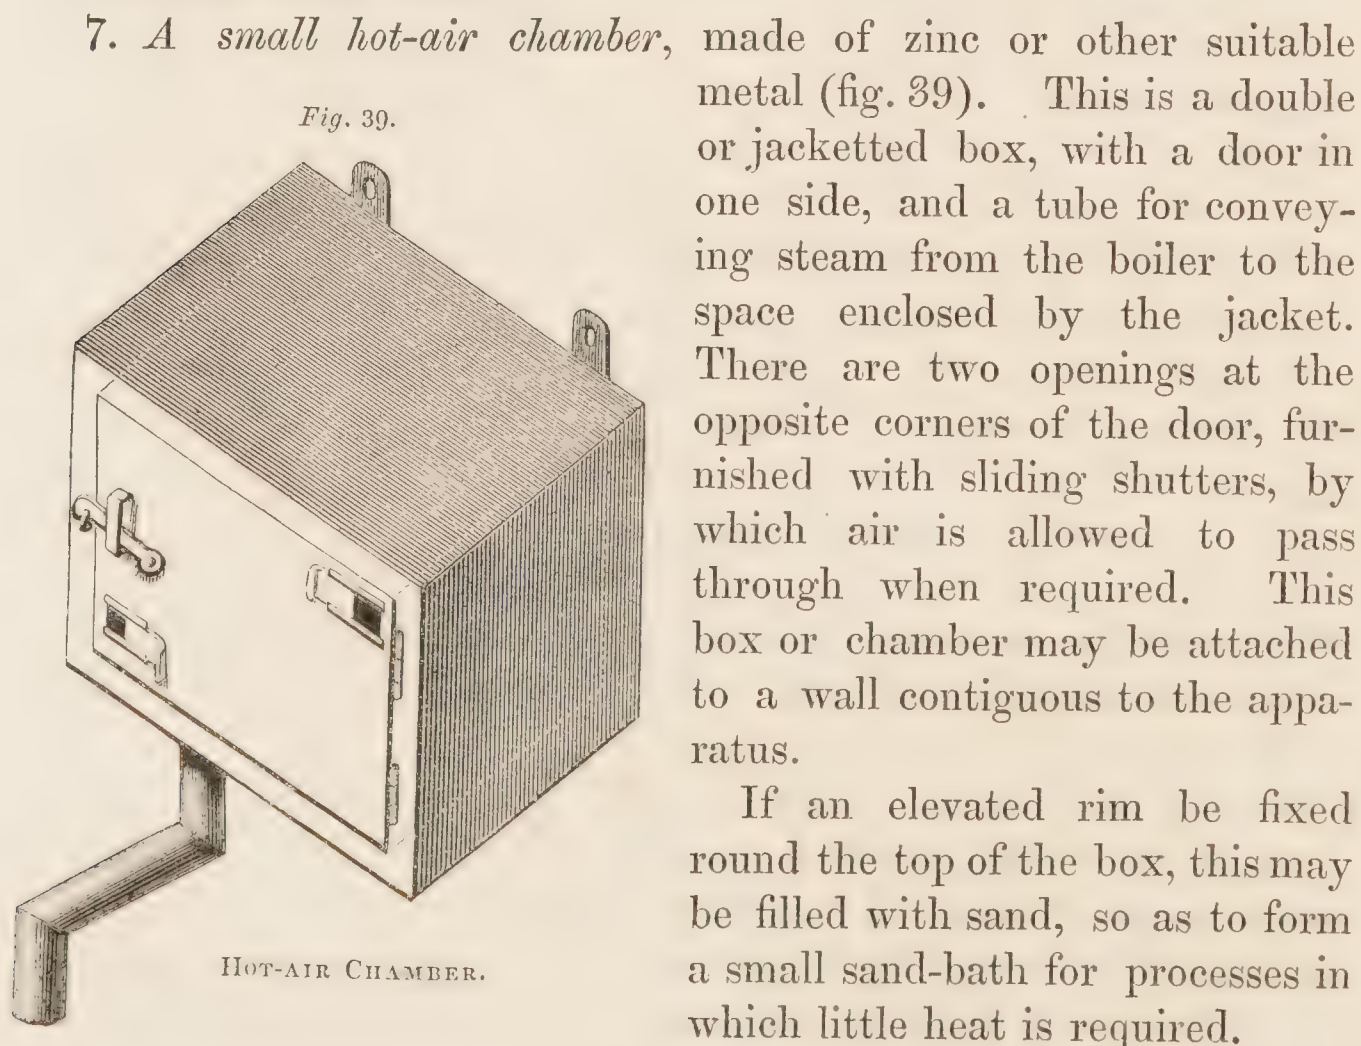 7. A small hot-air chamber, made of zinc or other suitable
Fig. 39.
metal (fig. 39). This is a double
or jacketted box, with a door in
one side, and a tube for convey-
ing steam from the boiler to the
space enclosed by the jacket.
There are two openings at the
opposite corners of the door, fur-
nished with sliding shutters, by
which air is allowed to pass
through when required. This
box or chamber may be attached
to a wall contiguous to the appa-
ratus.
If an elevated rim be fixed
round the top of the box, this may
be filled with sand, so as to form
a small sand-bath for processes in
which little heat is required.
HOT-AIR CHAMBER.